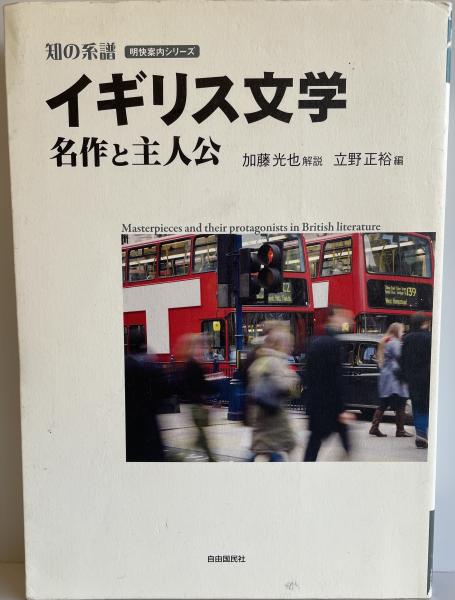 知の系譜 明快案内シリーズ
イギリス文学
名作と主人公 加藤光也 解説 立野正裕 編
Masterpieces and their protagonists in British literature
139
自由国民社